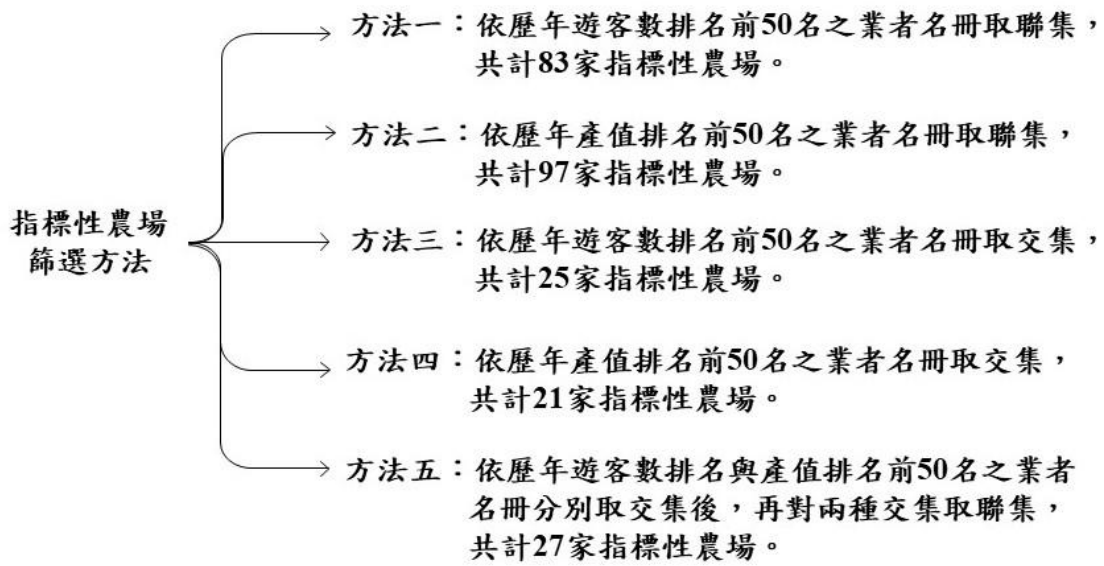 指標性農場
篩選方法
方法一：依歷年遊客數排名前50名之業者名冊取聯集，
共計83家指標性農場。
方法二：依歷年產值排名前50名之業者名冊取聯集，
共計97家指標性農場。
方法三：依歷年遊客數排名前50名之業者名冊取交集，
共計25家指標性農場。
方法四：依歷年產值排名前50名之業者名冊取交集，
共計21家指標性農場。
方法五：依歷年遊客數排名與產值排名前50名之業者
名冊分別取交集後，再對兩種交集取聯集，
共計27家指標性農場。